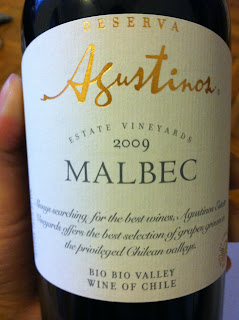 RESERVA
Agustinos
ESTATE VINEYARDS
2009
MALBEC
Always searching for the best wines, Agustinos Estate
Vineyards offers the best selection of grapes grown in
the priviliged Chilean valleys.
BIO BIO VALLEY
WINE OF CHILE